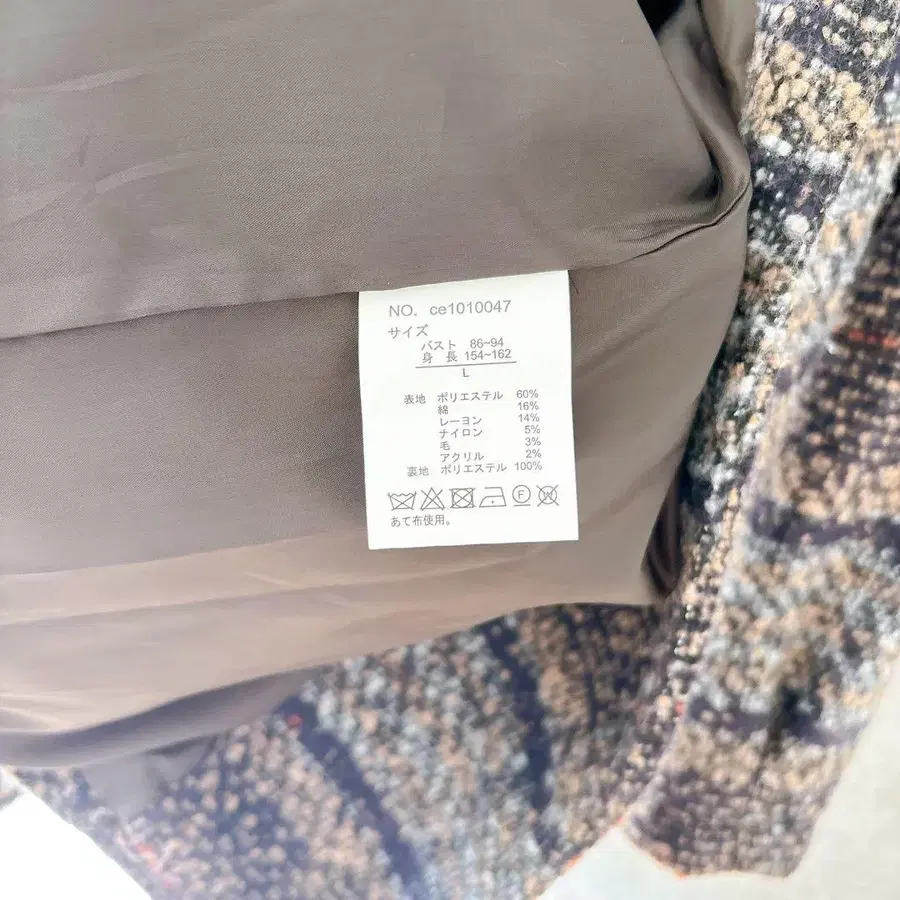 NO. ce1010047
サイズ
バスト 86~94
身 長 154~162
L
表地 ポリエステル 60%
綿 16%
レーヨン 14%
ナイロン 5%
毛 3%
アクリル 2%
裏地 ポリエステル 100%
F W
あて布使用。